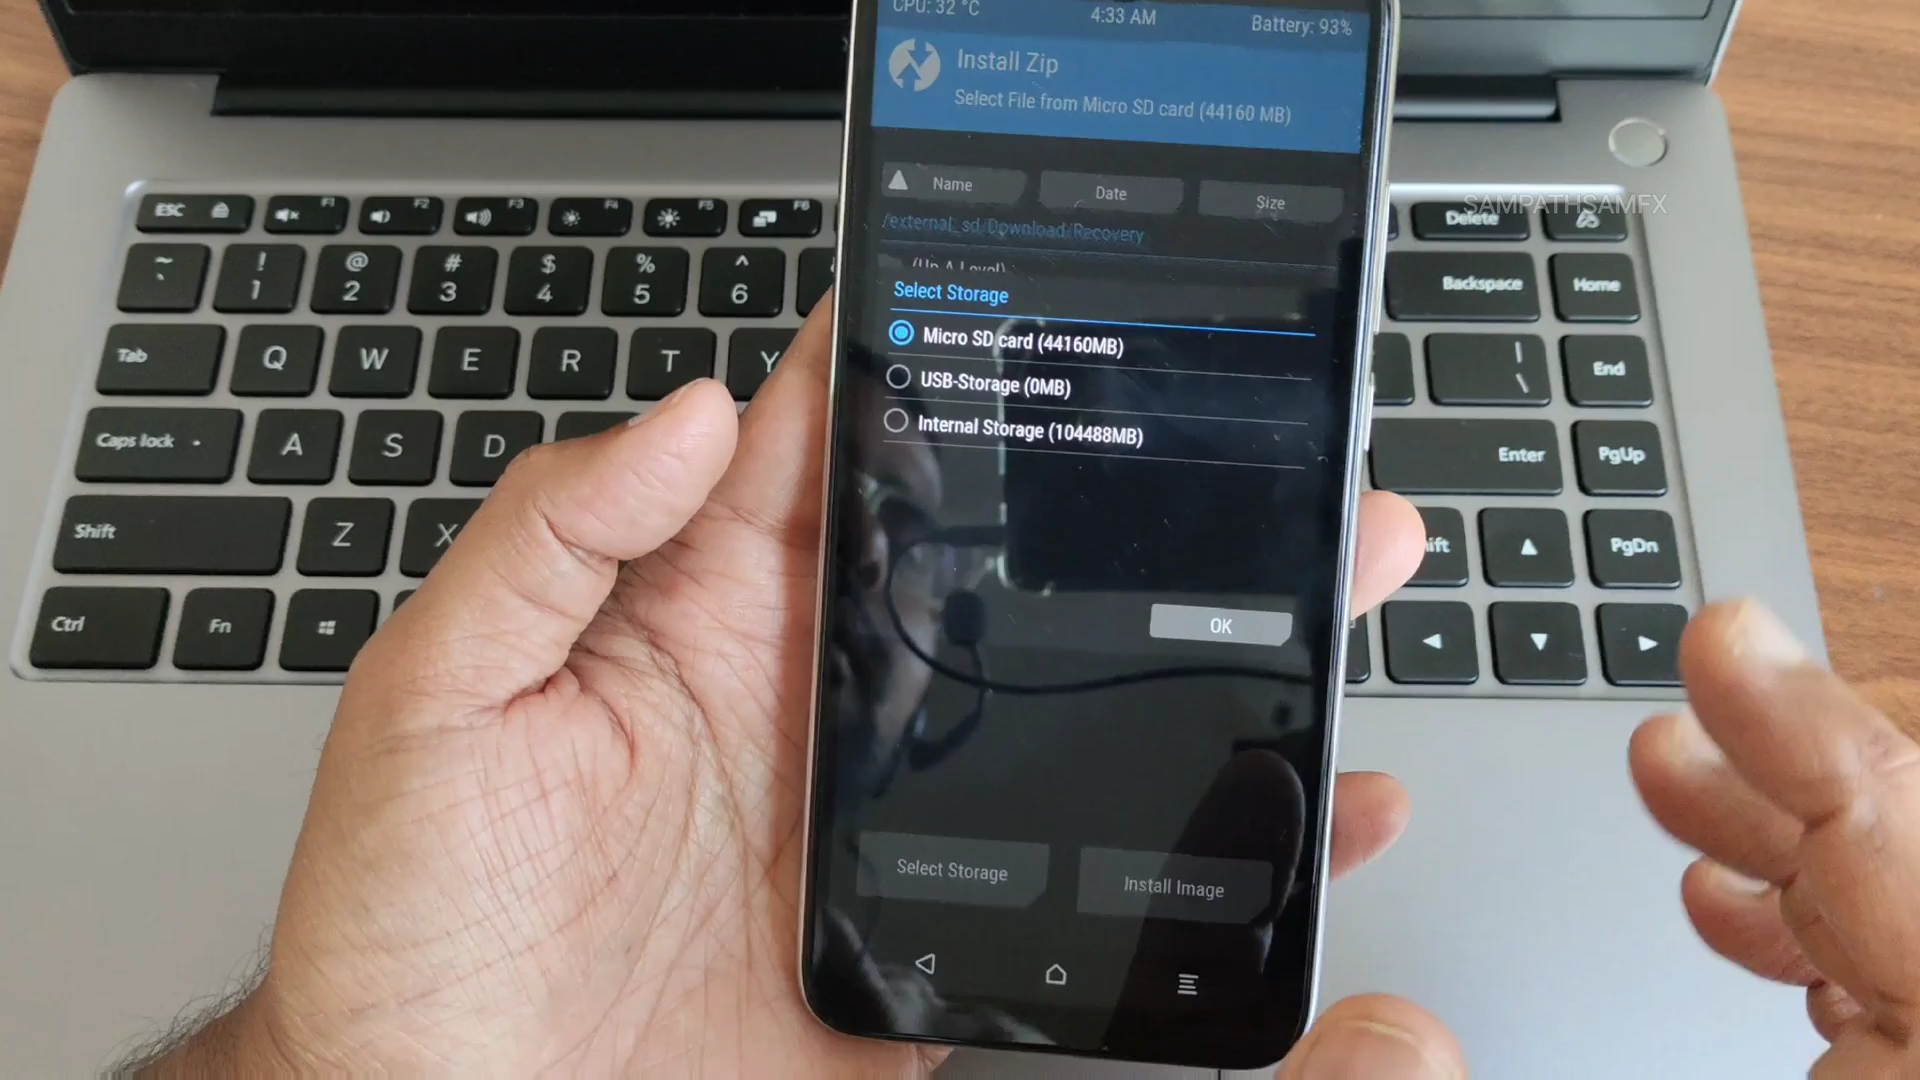 CPU: 32 °C
4:33 AM
Battery: 93%
Install Zip
Select File from Micro SD card (44160 MB)
Name
Date
Size
/external_sd/Download/Recovery
(Up A Level)
Select Storage
Micro SD card (44160MB)
USB-Storage (0MB)
Internal Storage (104488MB)
OK
Select Storage
Install Image
SAMPATHSAMFX
ESC
F1
F2
F3
F4
F5
F6
Delete
~
`
!
1
@
2
#
3
$
4
%
5
^
6
Backspace
Home
Tab
Q
W
E
R
T
Y
|
\
End
Caps lock
A
S
D
Enter
PgUp
Shift
Z
X
PgDn
Ctrl
Fn